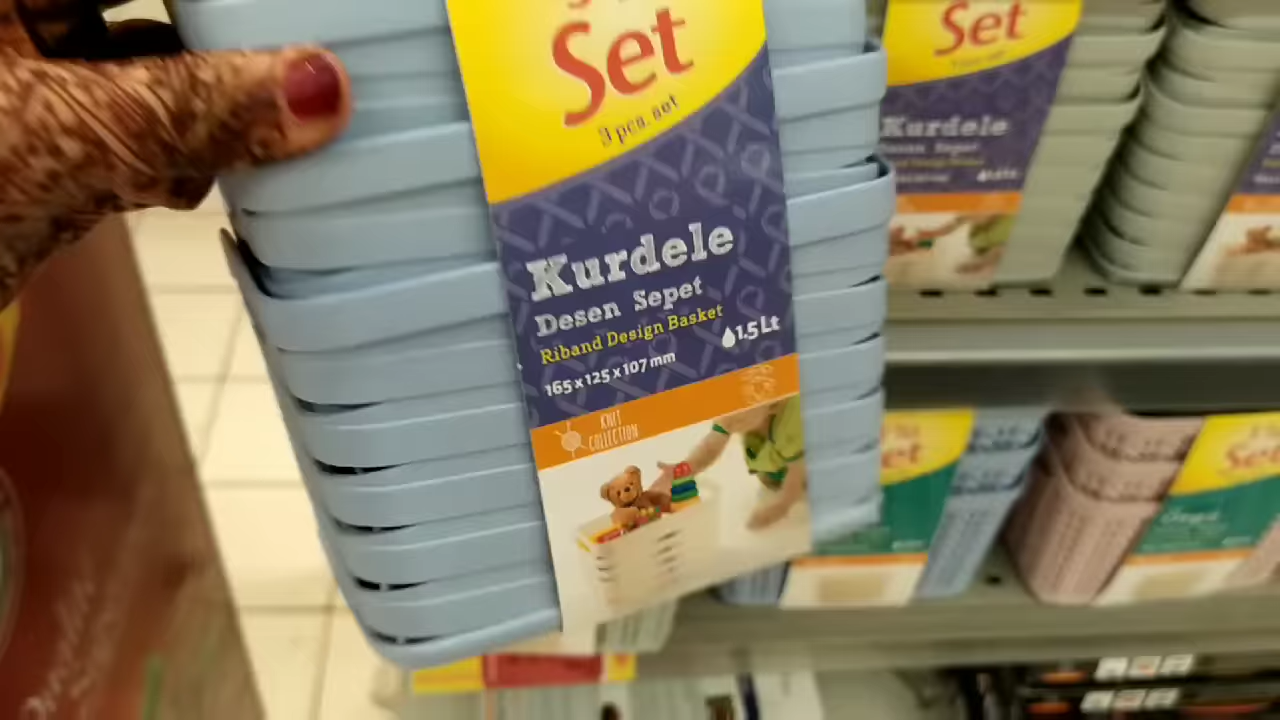 Set
3 pcs. set
Kurdele
Desen Sepet
Riband Design Basket
165 x 125 x 107 mm
1.5 Lt
KNIT
COLLECTION
Set
Kurdele
Desen Sepet
Set